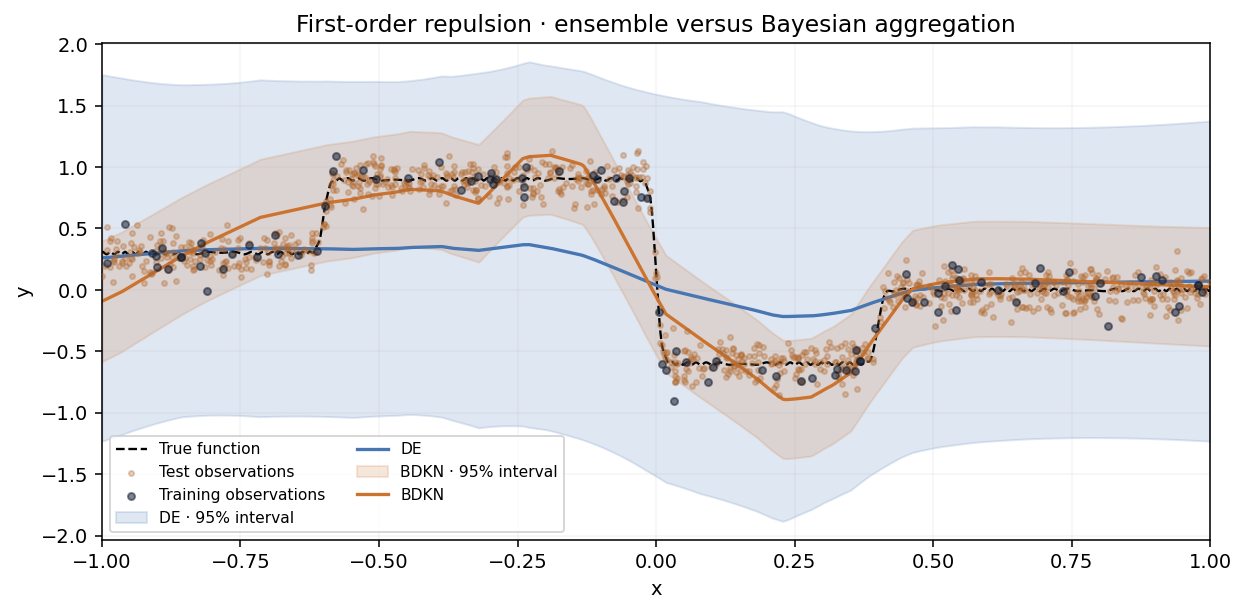 First-order repulsion · ensemble versus Bayesian aggregation
2.0
1.5
1.0
0.5
0.0
−0.5
−1.0
−1.5
−2.0
y
True function
Test observations
Training observations
DE · 95% interval
DE
BDKN · 95% interval
BDKN
−1.00 −0.75 −0.50 −0.25 0.00 0.25 0.50 0.75 1.00
x